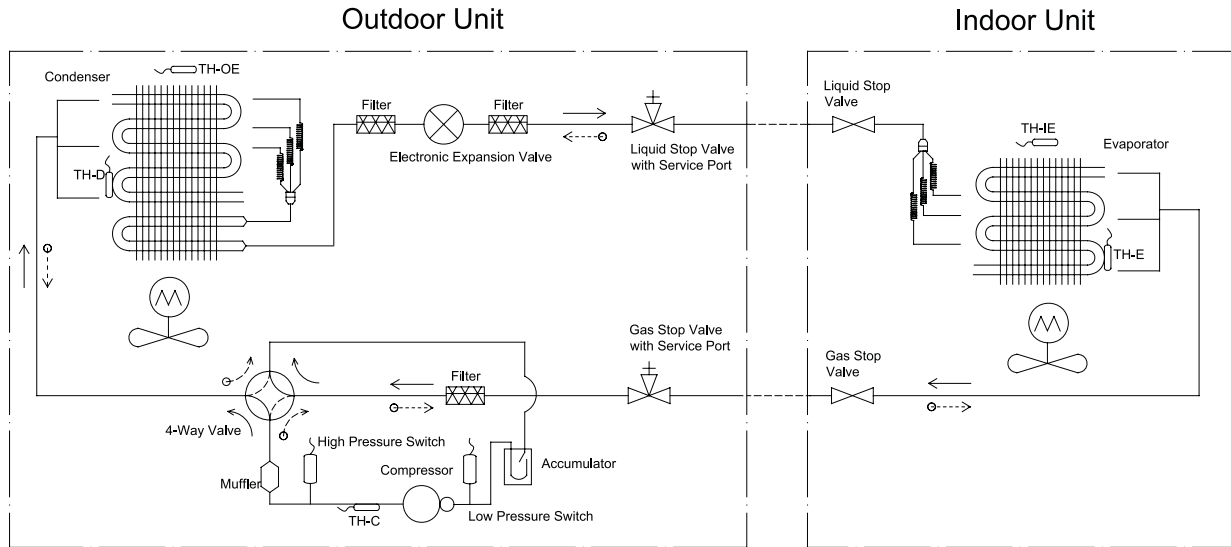 Outdoor Unit
Indoor Unit
Condenser
TH-OE
Filter
Filter
Electronic Expansion Valve
Liquid Stop Valve
with Service Port
Liquid Stop
Valve
TH-IE
Evaporator
TH-D
TH-E
Gas Stop Valve
with Service Port
Gas Stop
Valve
Filter
4-Way Valve
High Pressure Switch
Muffler
Compressor
Accumulator
TH-C
Low Pressure Switch